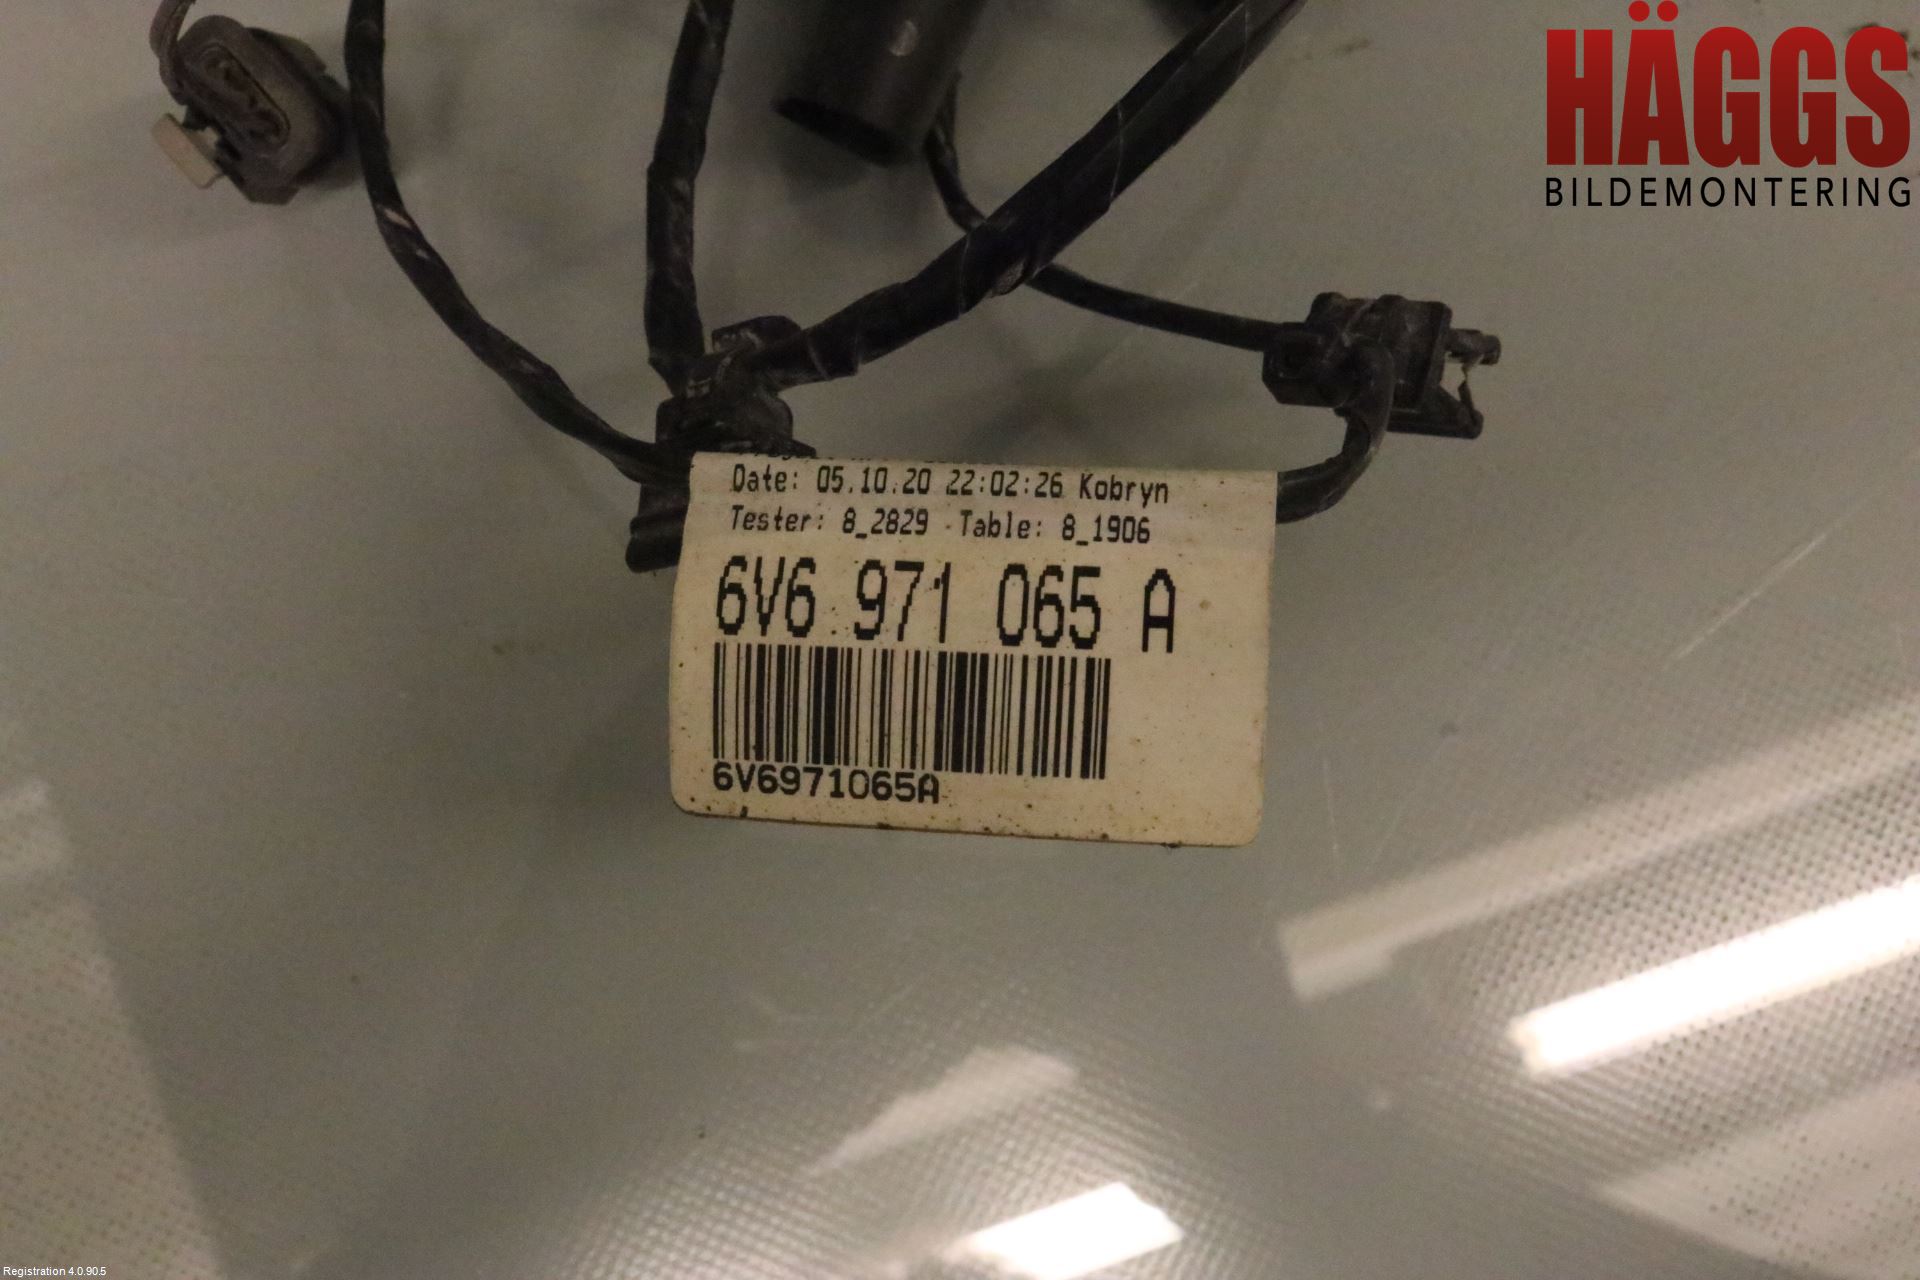 HÄGGS
BILDEMONTERING
Date: 05.10.20 22:02:26 Kobryn
Tester: 8_2829 Table: 8_1906
6V6 971 065 A
6V6971065A
Registration 4.0.90.5